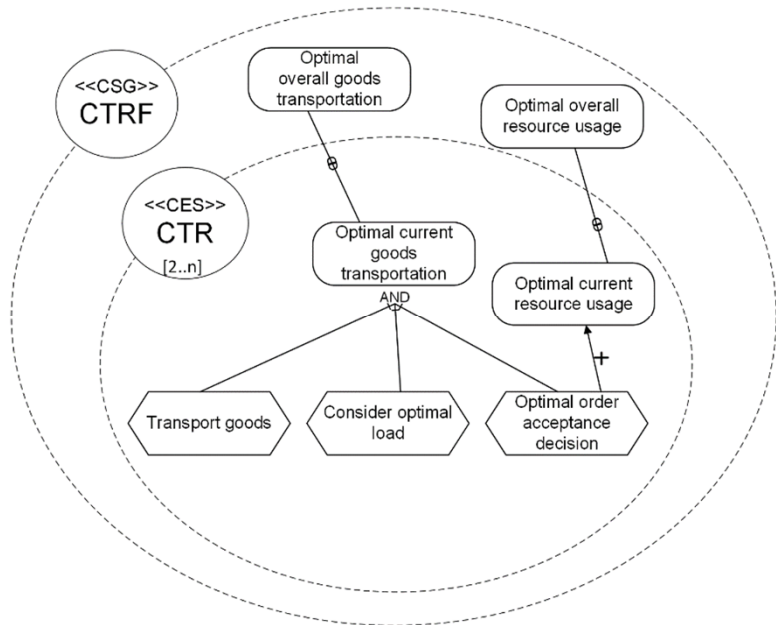 Optimal
overall goods
transportation
<<CSG>>
CTRF
Optimal overall
resource usage
<<CES>>
CTR
[2..n]
Optimal current
goods
transportation
Optimal current
resource usage
AND
+
Transport goods
Consider optimal
load
Optimal order
acceptance
decision